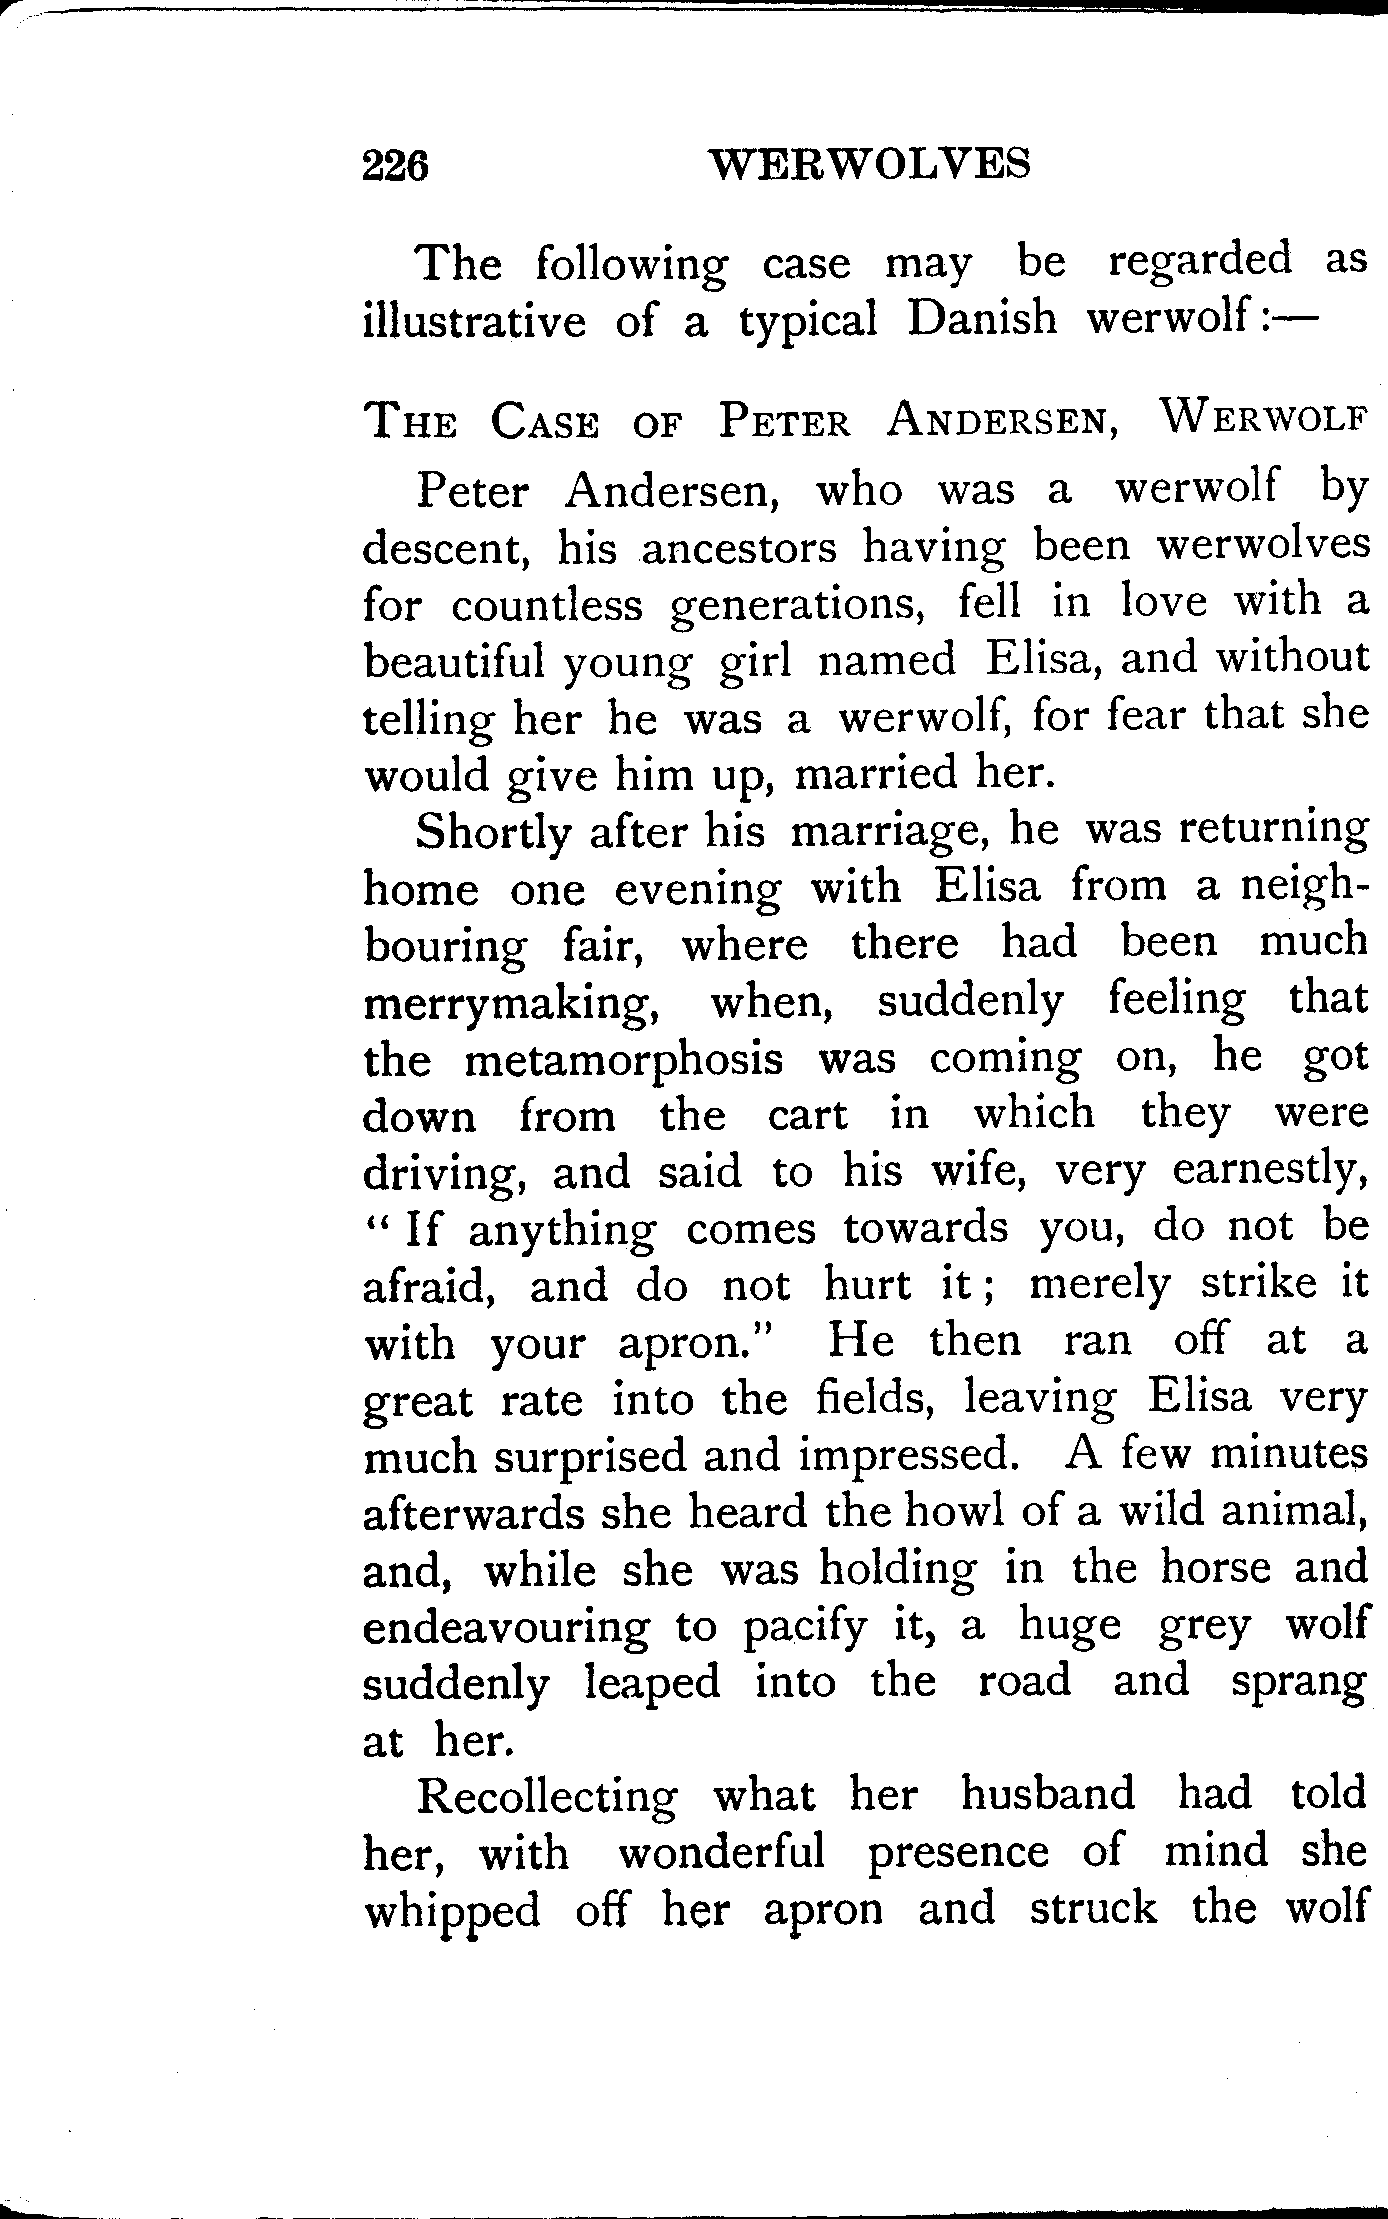 226 WERWOLVES
The following case may be regarded as
illustrative of a typical Danish werwolf :—
THE CASE OF PETER ANDERSEN, WERWOLF
Peter Andersen, who was a werwolf by
descent, his ancestors having been werwolves
for countless generations, fell in love with a
beautiful young girl named Elisa, and without
telling her he was a werwolf, for fear that she
would give him up, married her.
Shortly after his marriage, he was returning
home one evening with Elisa from a neigh-
bouring fair, where there had been much
merrymaking, when, suddenly feeling that
the metamorphosis was coming on, he got
down from the cart in which they were
driving, and said to his wife, very earnestly,
“ If anything comes towards you, do not be
afraid, and do not hurt it ; merely strike it
with your apron.” He then ran off at a
great rate into the fields, leaving Elisa very
much surprised and impressed. A few minutes
afterwards she heard the howl of a wild animal,
and, while she was holding in the horse and
endeavouring to pacify it, a huge grey wolf
suddenly leaped into the road and sprang
at her.
Recollecting what her husband had told
her, with wonderful presence of mind she
whipped off her apron and struck the wolf